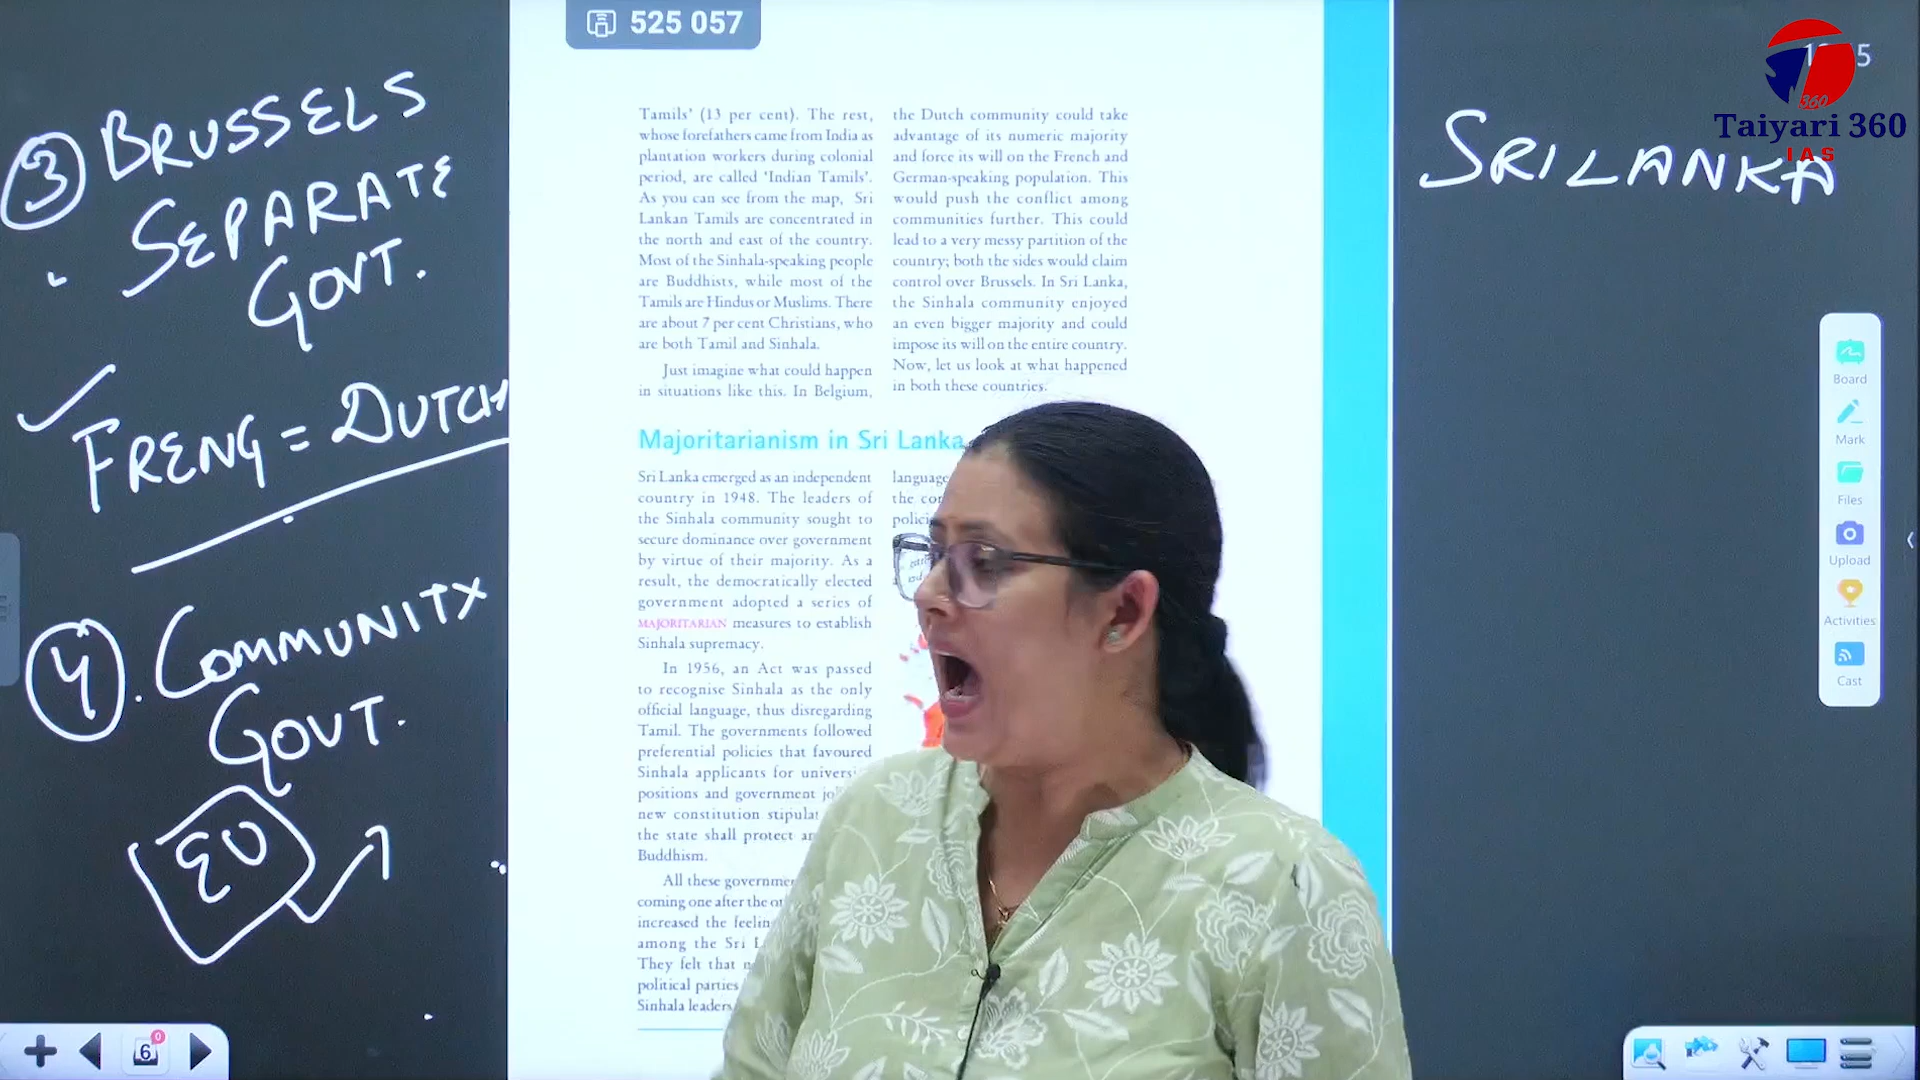 525 057
③ BRUSSELS
SEPARATE
GOVT.
FRENG = DUTCH
④. COMMUNITY
GOVT.
EU
Tamils' (13 per cent). The rest,
whose forefathers came from India as
plantation workers during colonial
period, are called 'Indian Tamils'.
As you can see from the map, Sri
Lankan Tamils are concentrated in
the north and east of the country.
Most of the Sinhala-speaking people
are Buddhists, while most of the
Tamils are Hindus or Muslims. There
are about 7 per cent Christians, who
are both Tamil and Sinhala.
Just imagine what could happen
in situations like this. In Belgium,
the Dutch community could take
advantage of its numeric majority
and force its will on the French and
German-speaking population. This
would push the conflict among
communities further. This could
lead to a very messy partition of the
country; both the sides would claim
control over Brussels. In Sri Lanka,
the Sinhala community enjoyed
an even bigger majority and could
impose its will on the entire country.
Now, let us look at what happened
in both these countries.
Majoritarianism in Sri Lanka
Sri Lanka emerged as an independent
country in 1948. The leaders of
the Sinhala community sought to
secure dominance over government
by virtue of their majority. As a
result, the democratically elected
government adopted a series of
MAJORITARIAN measures to establish
Sinhala supremacy.
In 1956, an Act was passed
to recognise Sinhala as the only
official language, thus disregarding
Tamil. The governments followed
preferential policies that favoured
Sinhala applicants for
positions and government
new constitution
the state shall protect
Buddhism.
All these
coming one after the
increased the
among the Sri
They felt that
political parties
Sinhala leaders
language
the
SRILANKA
360
Taiyari 360
IAS
Board
Mark
Files
Upload
Activities
Cast
6
0